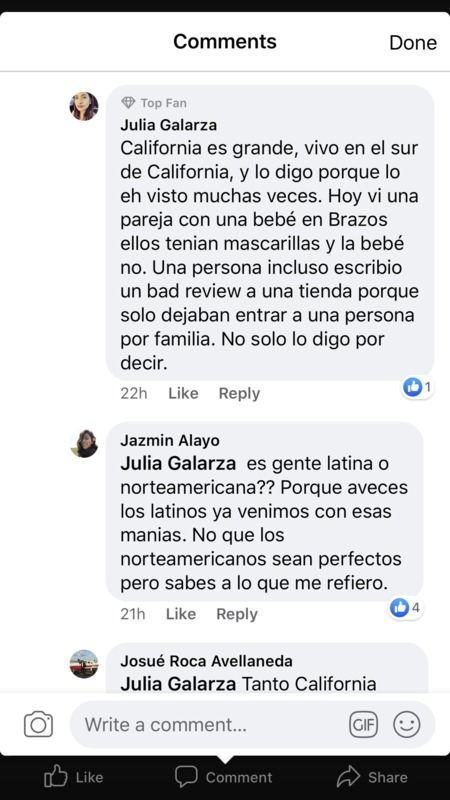 Comments
Done
Top Fan
Julia Galarza
California es grande, vivo en el sur
de California, y lo digo porque lo
eh visto muchas veces. Hoy vi una
pareja con una bebé en Brazos
ellos tenian mascarillas y la bebé
no. Una persona incluso escribio
un bad review a una tienda porque
solo dejaban entrar a una persona
por familia. No solo lo digo por
decir.
22h Like Reply
1
Jazmin Alayo
Julia Galarza es gente latina o
norteamericana?? Porque aveces
los latinos ya venimos con esas
manias. No que los
norteamericanos sean perfectos
pero sabes a lo que me refiero.
21h Like Reply
4
Josué Roca Avellaneda
Julia Galarza Tanto California
Write a comment...
GIF
Like Comment Share